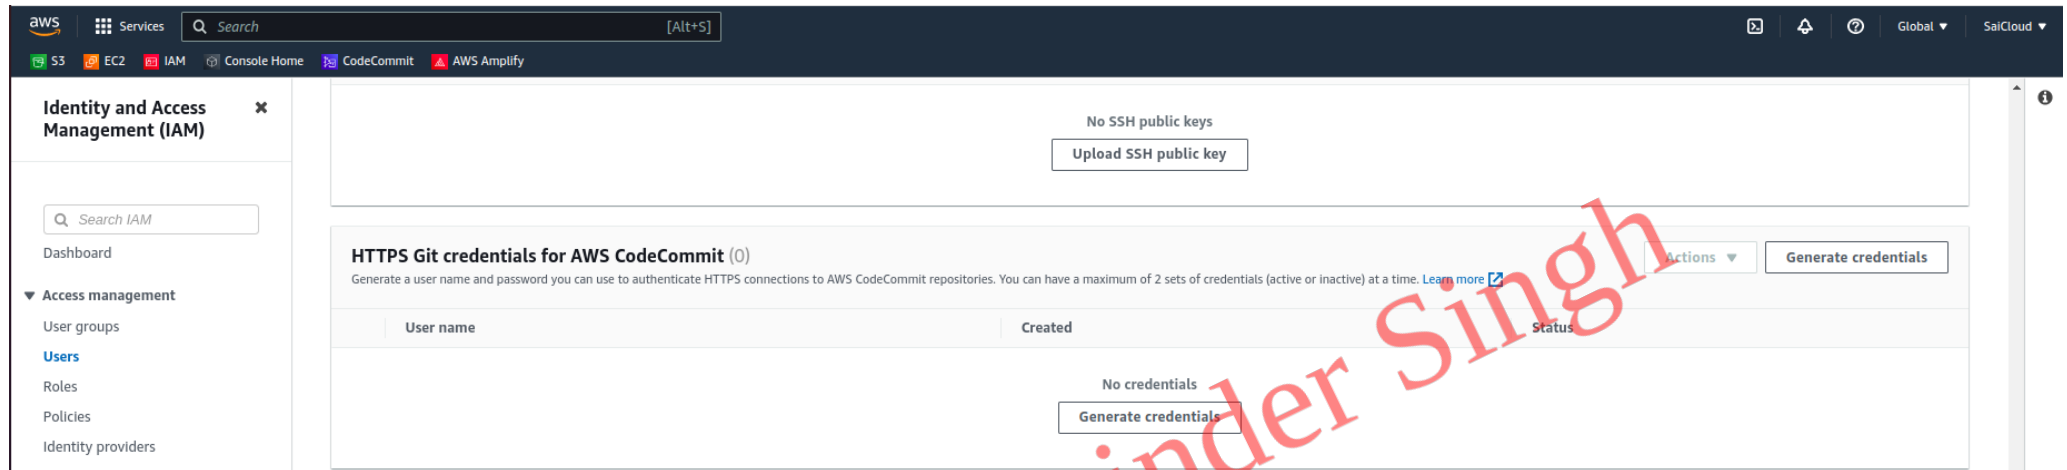 aws
Services
Search
[Alt+S]
Global ▼
SaiCloud ▼
S3
EC2
IAM
Console Home
CodeCommit
AWS Amplify
Identity and Access
Management (IAM)
Search IAM
Dashboard
Access management
User groups
Users
Roles
Policies
Identity providers
No SSH public keys
Upload SSH public key
HTTPS Git credentials for AWS CodeCommit (0)
Generate a user name and password you can use to authenticate HTTPS connections to AWS CodeCommit repositories. You can have a maximum of 2 sets of credentials (active or inactive) at a time. Learn more
Actions ▼
Generate credentials
User name
Created
Status
No credentials
Generate credentials
inder Singh